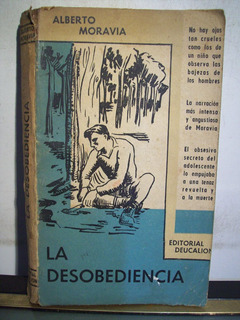 ALBERTO
MORAVIA
No hay ojos
tan crueles
como los de
un niño que
observa las
bajezas de
los hombres
La narración
más intensa
y angustiosa
de Moravia
El obsesivo
secreto del
adolescente
lo empujaba
a una tenaz
revuelta y
a la muerte
EDITORIAL
DEUCALION
LA
DESOBEDIENCIA